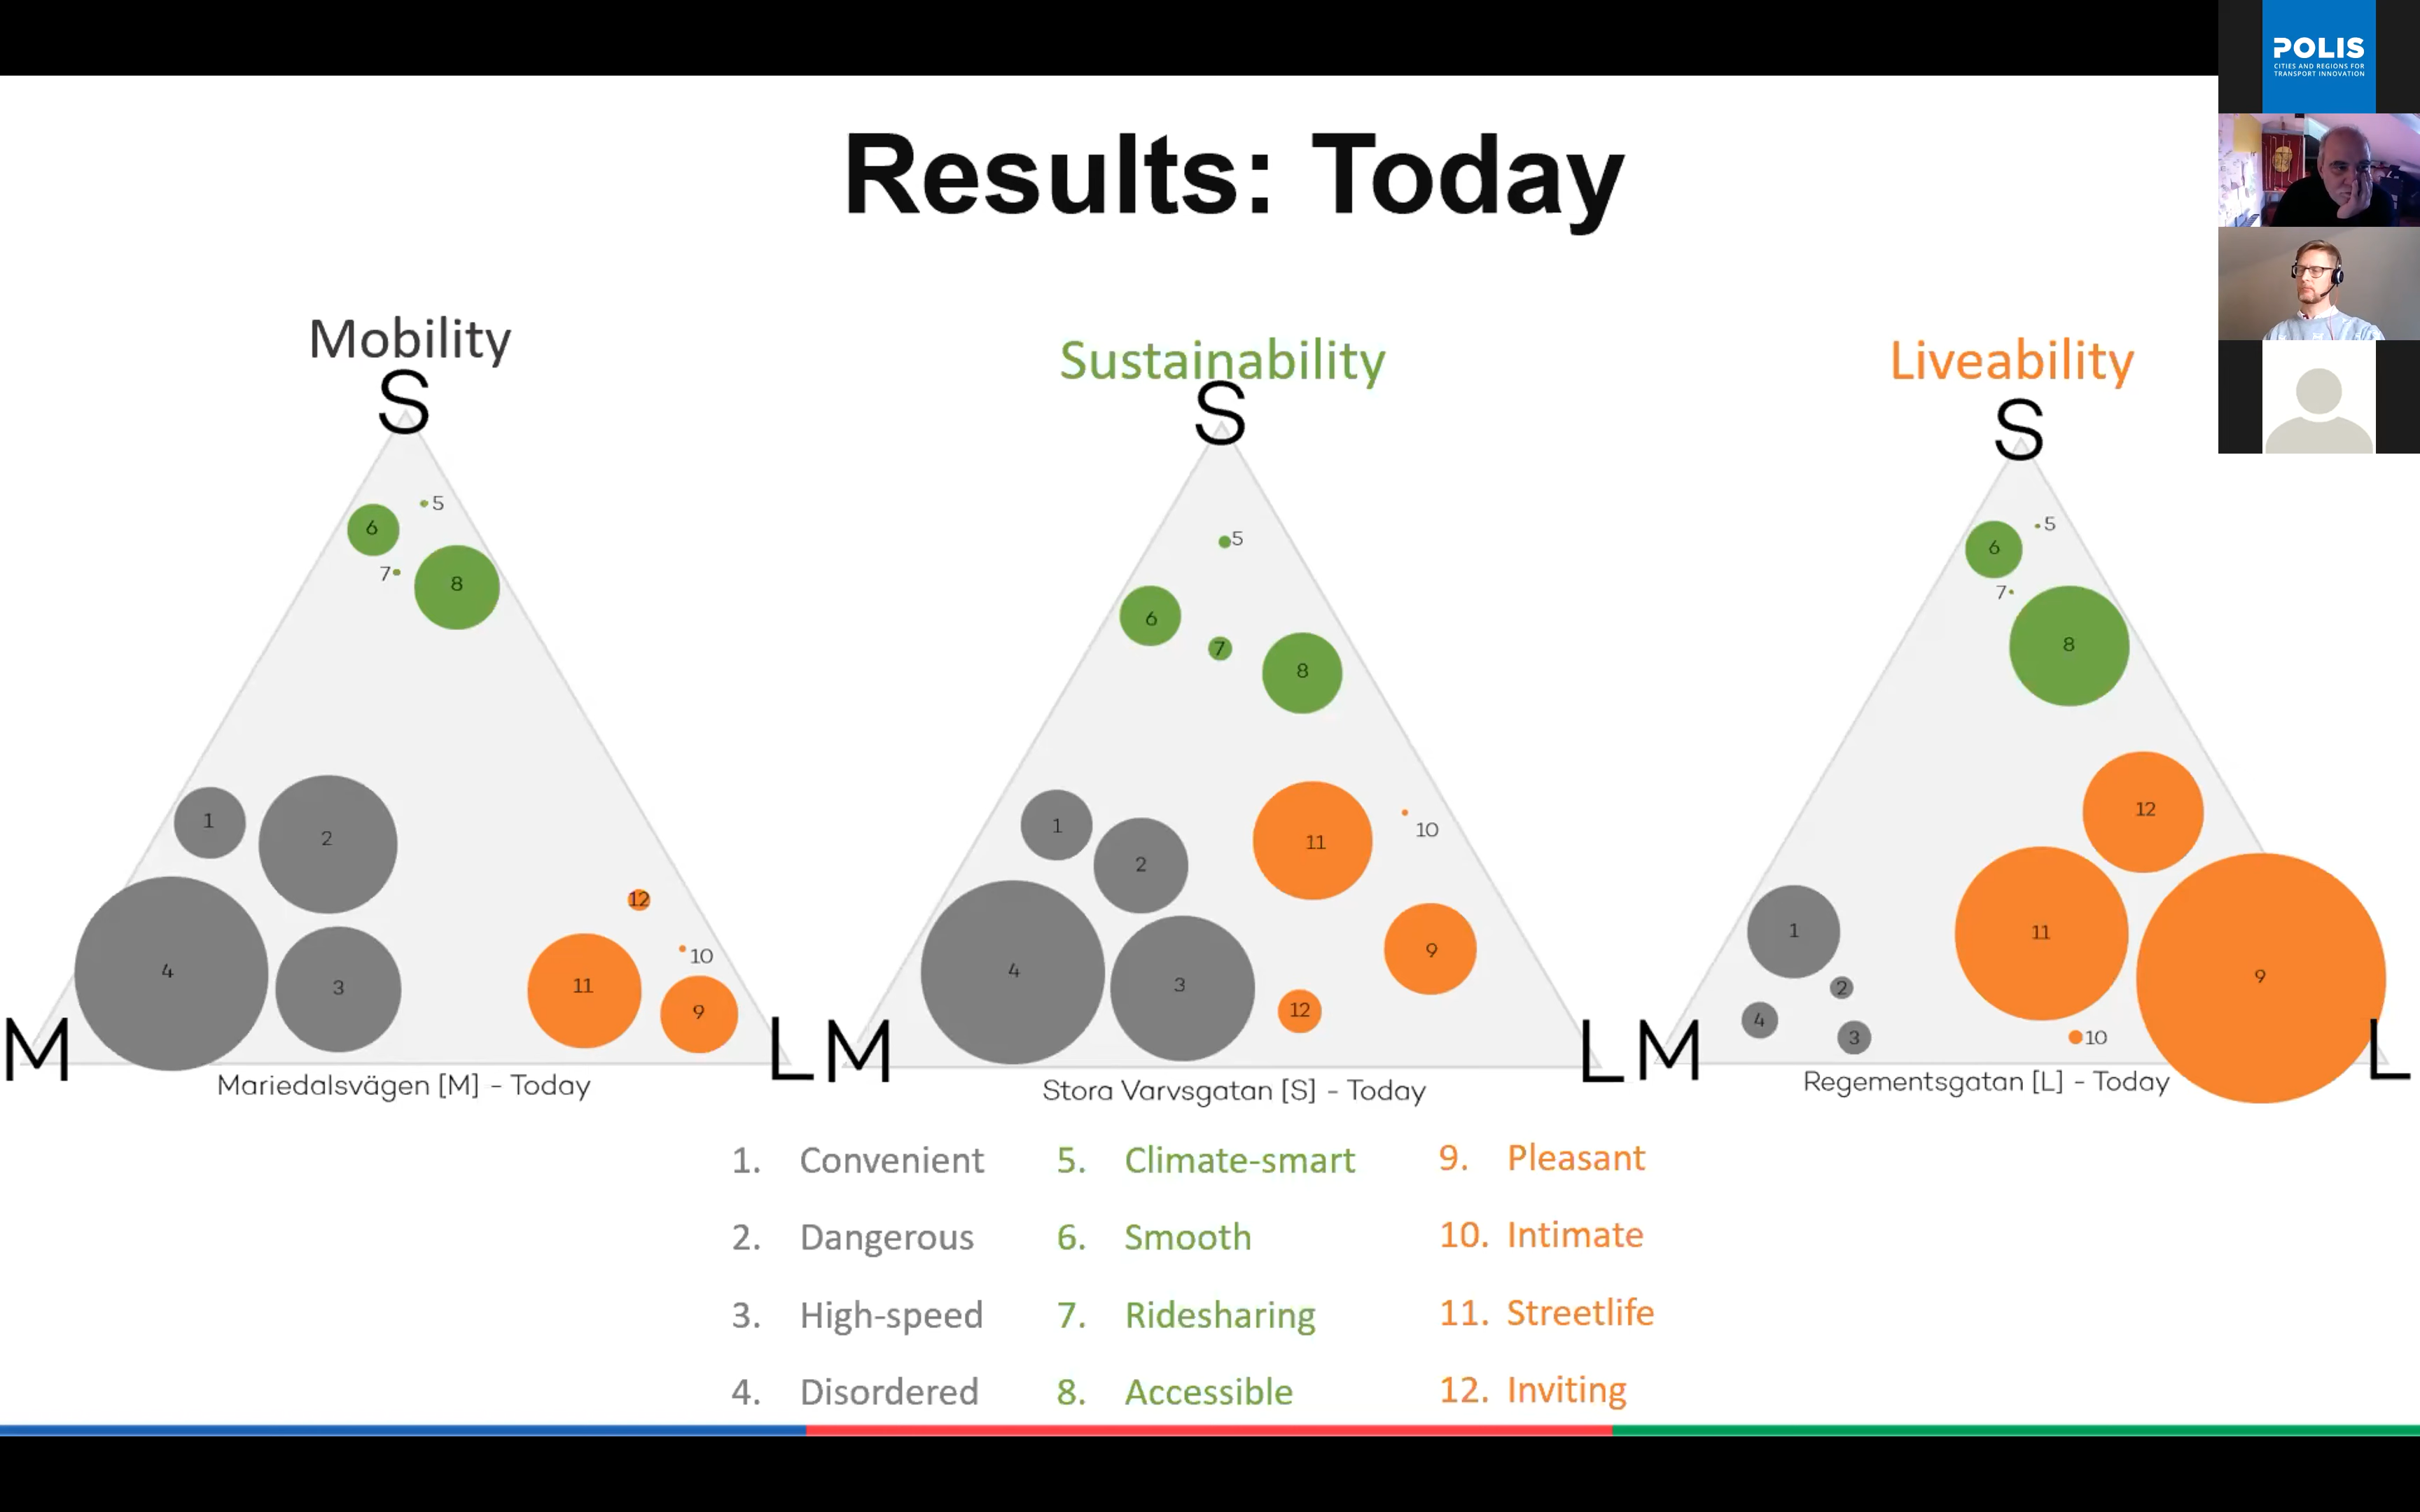 POLIS
CITIES AND REGIONS FOR
TRANSPORT INNOVATION
Results: Today
Mobility
S
5
6
7
8
1
2
4
3
12
10
11
9
M
L
Mariedalsvägen [M] - Today
Sustainability
S
5
6
7
8
1
2
11
10
4
3
9
12
M
L
Stora Varvsgatan [S] - Today
Liveability
S
5
6
7
8
12
1
11
9
2
4
3
10
M
L
Regementsgatan [L] - Today
1. Convenient
2. Dangerous
3. High-speed
4. Disordered
5. Climate-smart
6. Smooth
7. Ridesharing
8. Accessible
9. Pleasant
10. Intimate
11. Streetlife
12. Inviting